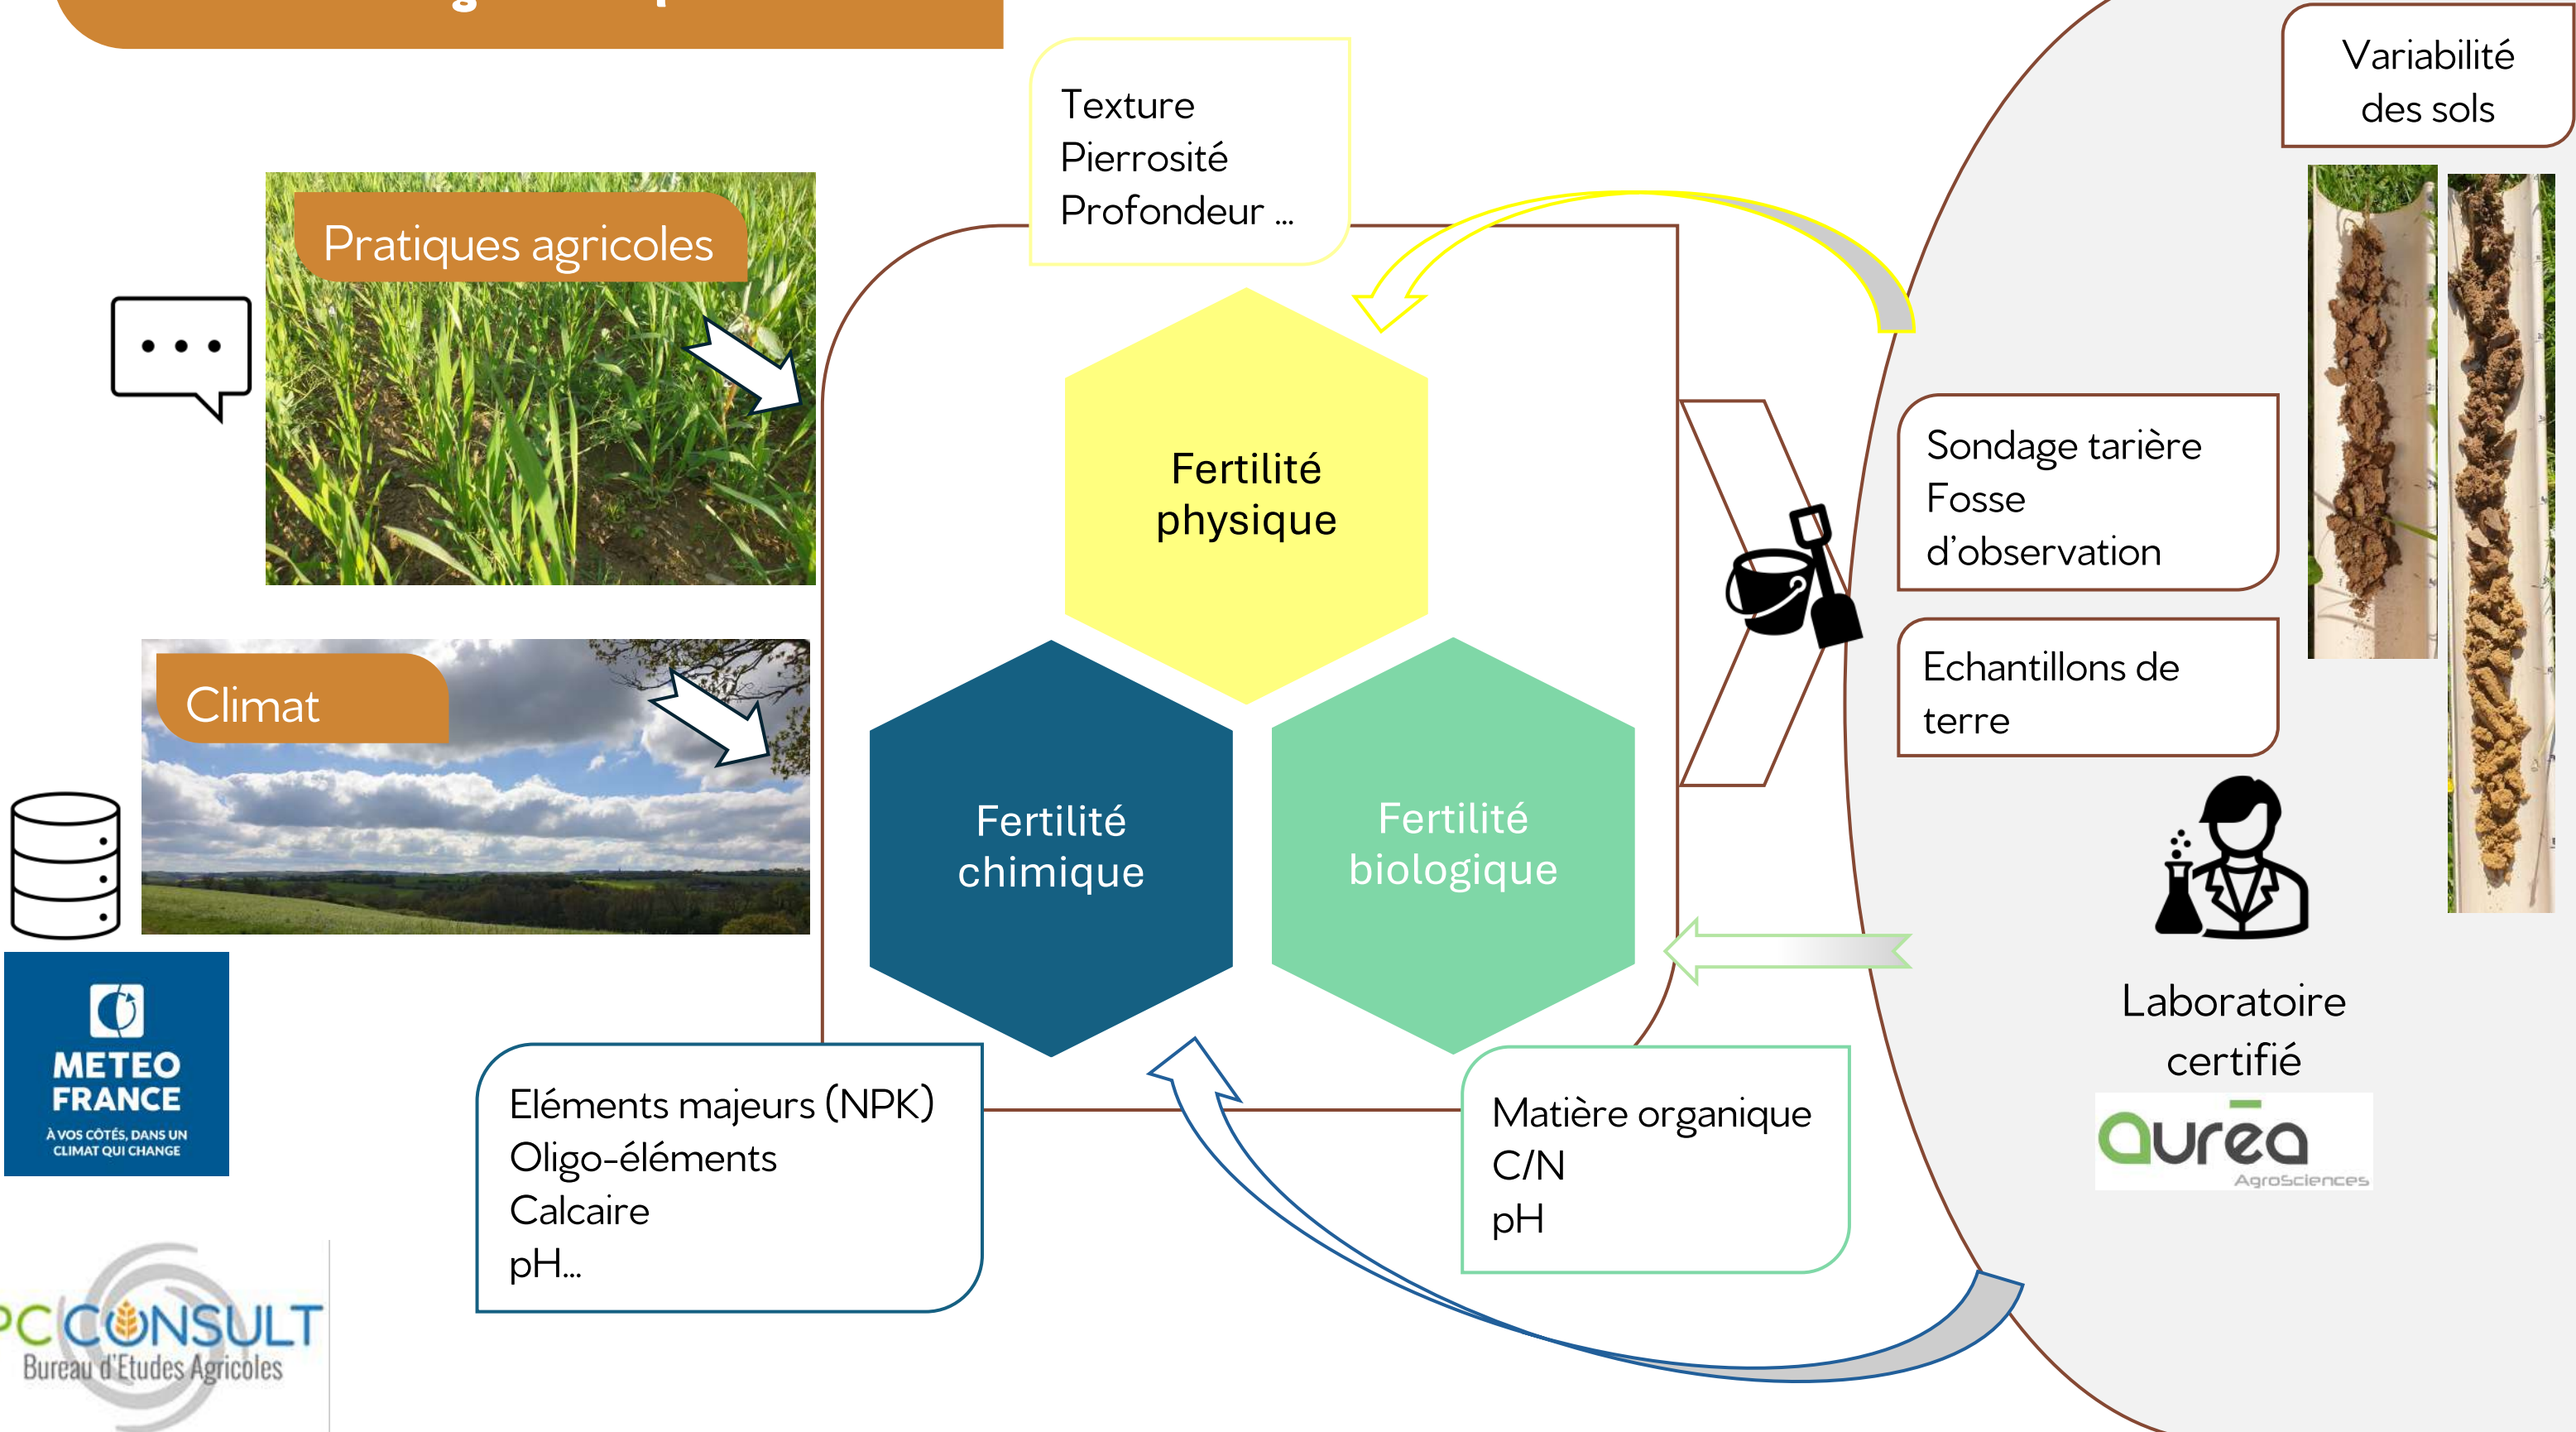 Texture
Pierrosité
Profondeur ...
Variabilité
des sols
Pratiques agricoles
Fertilité
physique
Sondage tarière
Fosse
d'observation
Echantillons de
terre
Climat
Fertilité
chimique
Fertilité
biologique
METEO
FRANCE
À VOS CÔTÉS, DANS UN
CLIMAT QUI CHANGE
Laboratoire
certifié
aurēa
AgroSciences
Eléments majeurs (NPK)
Oligo-éléments
Calcaire
pH...
Matière organique
C/N
pH
PCCONSULT
Bureau d'Etudes Agricoles